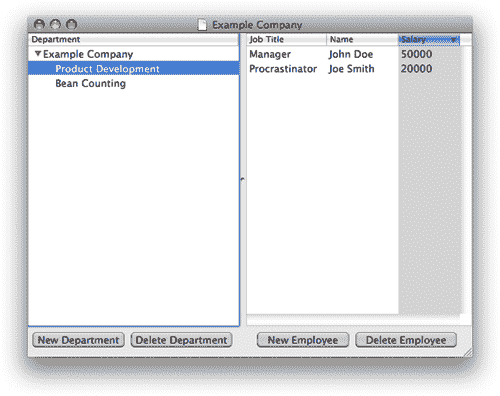 Example Company
Department
Example Company
Product Development
Bean Counting
Job Title Name Salary
Manager John Doe 50000
Procrastinator Joe Smith 20000
New Department Delete Department New Employee Delete Employee